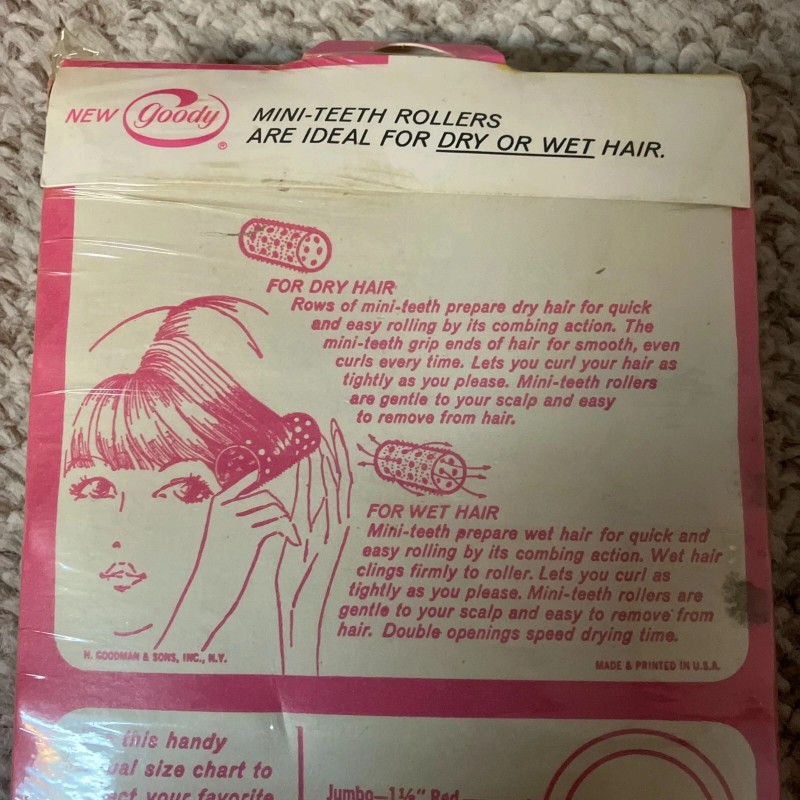 NEW goody ®
MINI-TEETH ROLLERS
ARE IDEAL FOR DRY OR WET HAIR.
FOR DRY HAIR
Rows of mini-teeth prepare dry hair for quick
and easy rolling by its combing action. The
mini-teeth grip ends of hair for smooth, even
curls every time. Lets you curl your hair as
tightly as you please. Mini-teeth rollers
are gentle to your scalp and easy
to remove from hair.
FOR WET HAIR
Mini-teeth prepare wet hair for quick and
easy rolling by its combing action. Wet hair
clings firmly to roller. Lets you curl as
tightly as you please. Mini-teeth rollers are
gentle to your scalp and easy to remove from
hair. Double openings speed drying time.
H. GOODMAN & SONS, INC., N.Y.
MADE & PRINTED IN U.S.A.
this handy
size chart to
your favorite
Jumbo—1⅛" Red